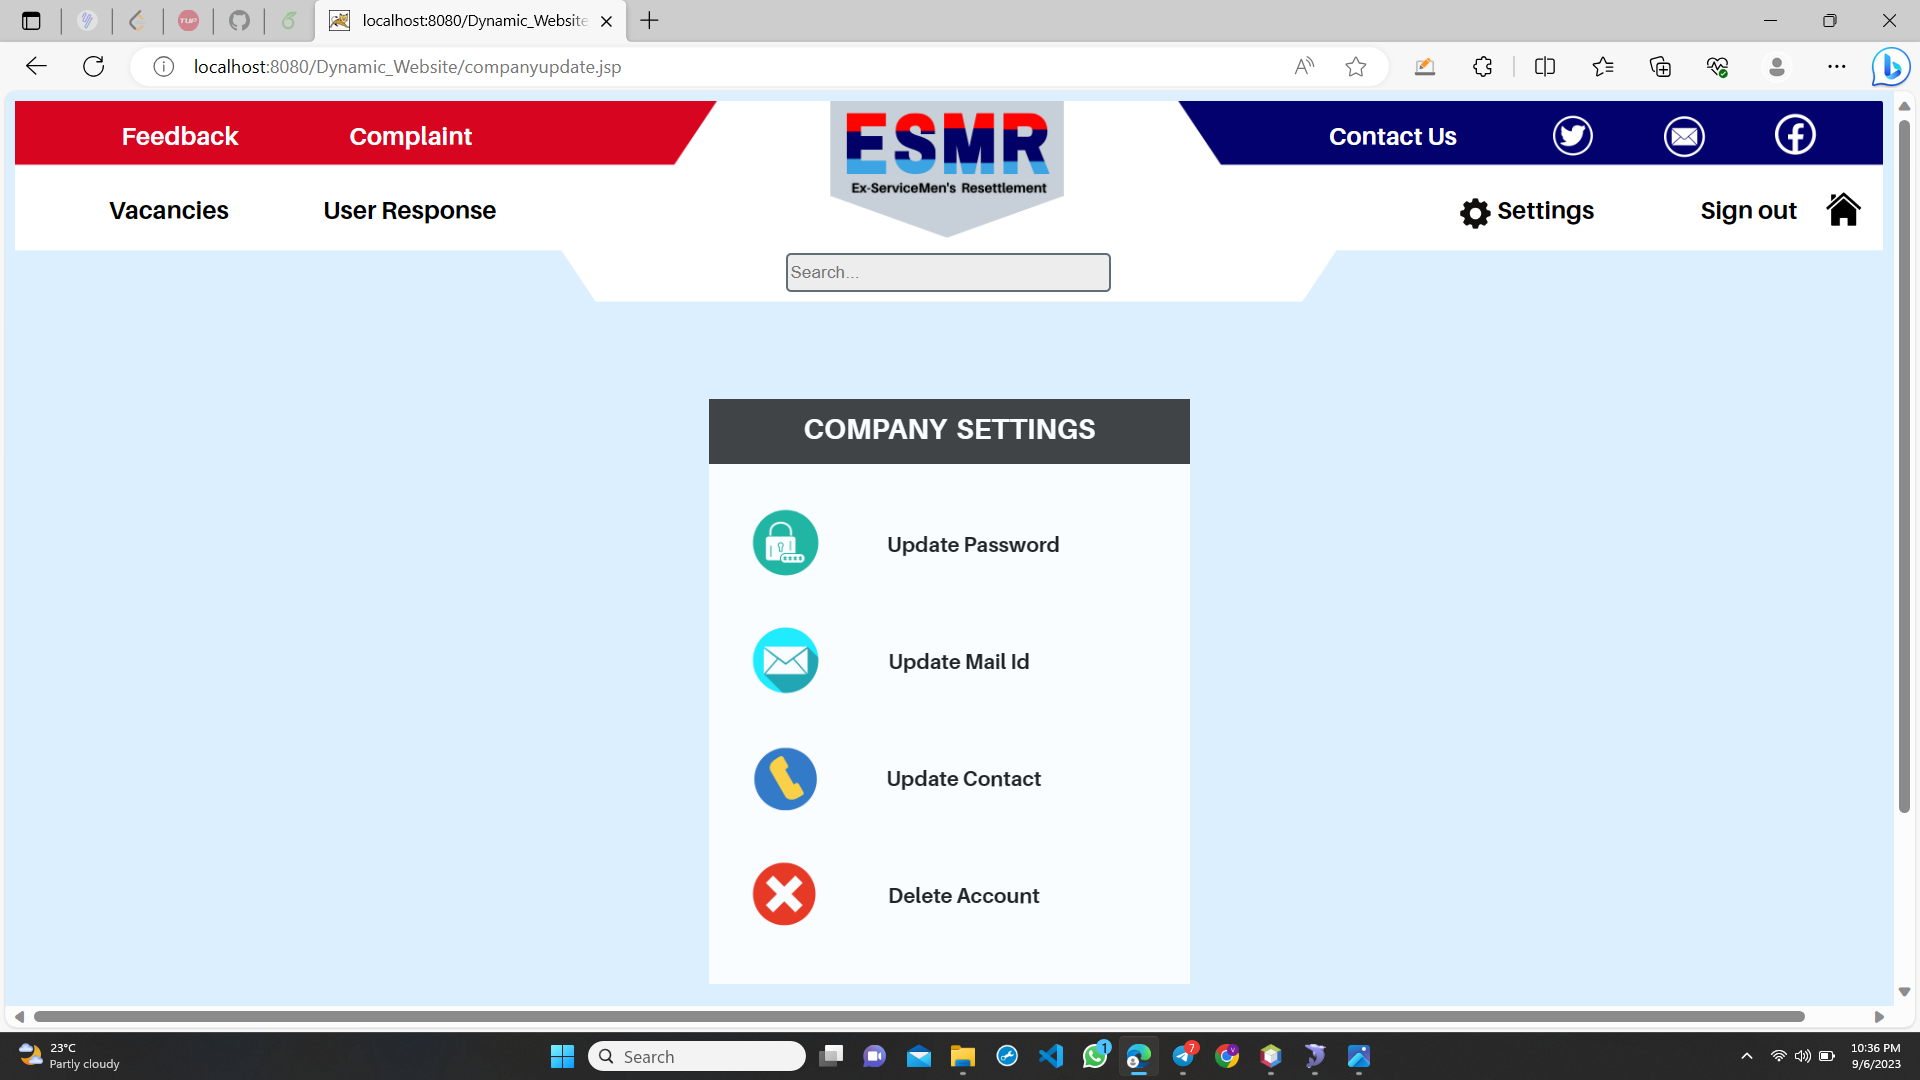 localhost:8080/Dynamic_Website
localhost:8080/Dynamic_Website/companyupdate.jsp
Feedback
Complaint
ESMR
Ex-ServiceMen's Resettlement
Contact Us
Vacancies
User Response
Settings
Sign out
Search...
COMPANY SETTINGS
Update Password
Update Mail Id
Update Contact
Delete Account
23°C
Partly cloudy
Search
1
7
10:36 PM
9/6/2023